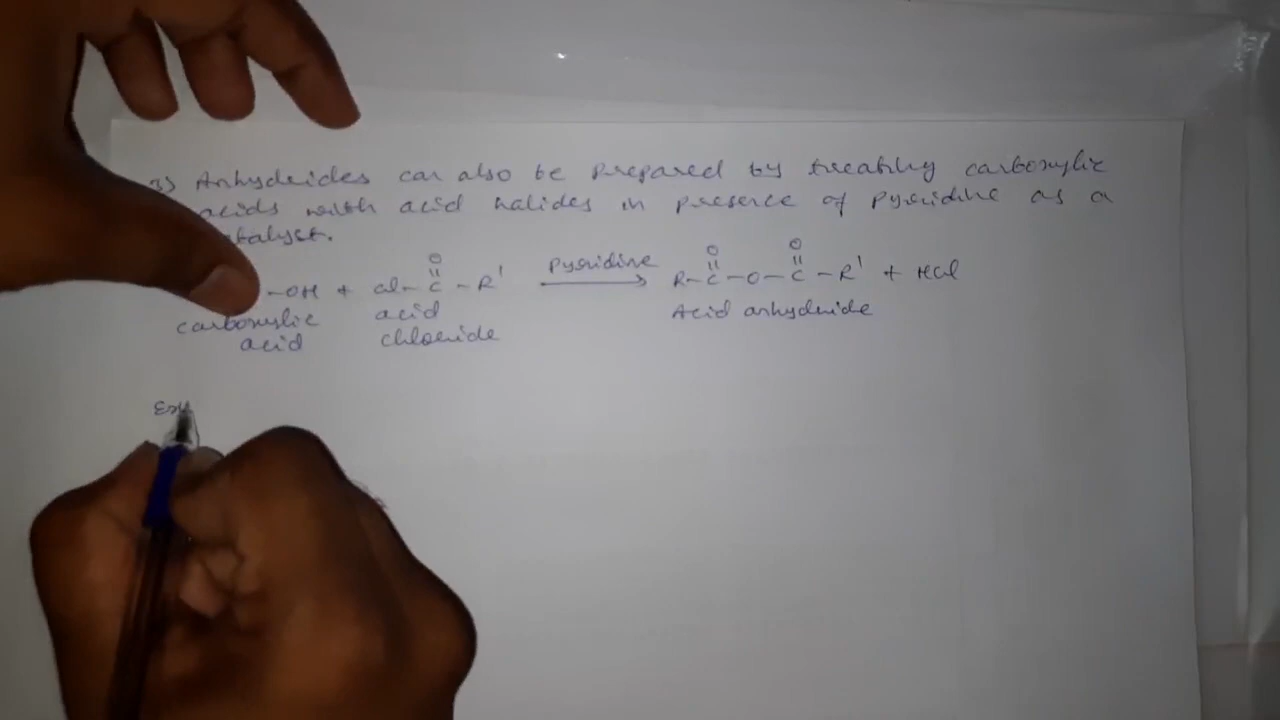 3) Anhydrides can also be prepared by treating carboxylic
acids with acid halides in presence of pyridine as a
catalyst.
O O O
|| || ||
-OH + Cl-C-R' Pyridine R-C-O-C-R' + HCl
carboxylic acid Acid anhydride
acid chloride